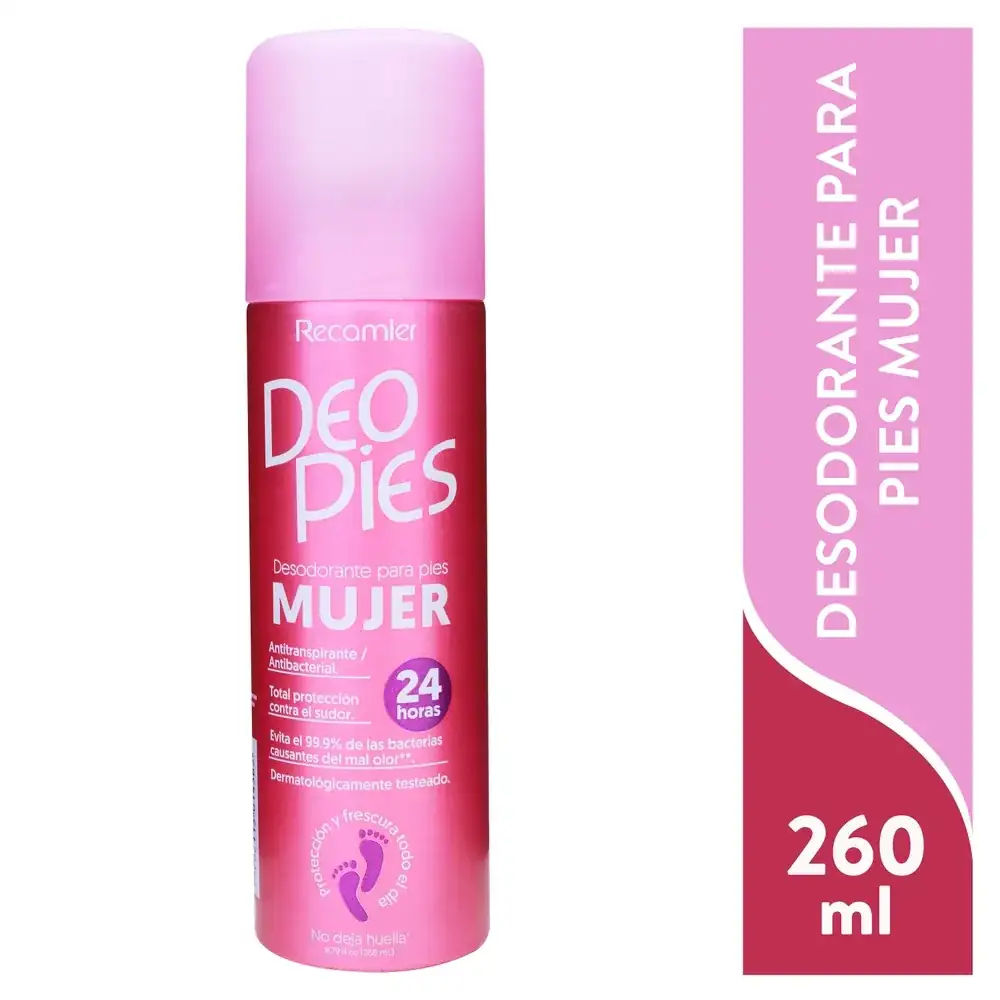 Recamier
DEO
PiES
Desodorante para pies
MUJER
Antitranspirante /
Antibacterial.
Total protección
contra el sudor.
24
horas
Evita el 99.9% de las bacterias
causantes del mal olor**.
Dermatológicamente testeado.
Protección y frescura todo el día
No deja huella*
DESODORANTE PARA
PIES MUJER
260
ml